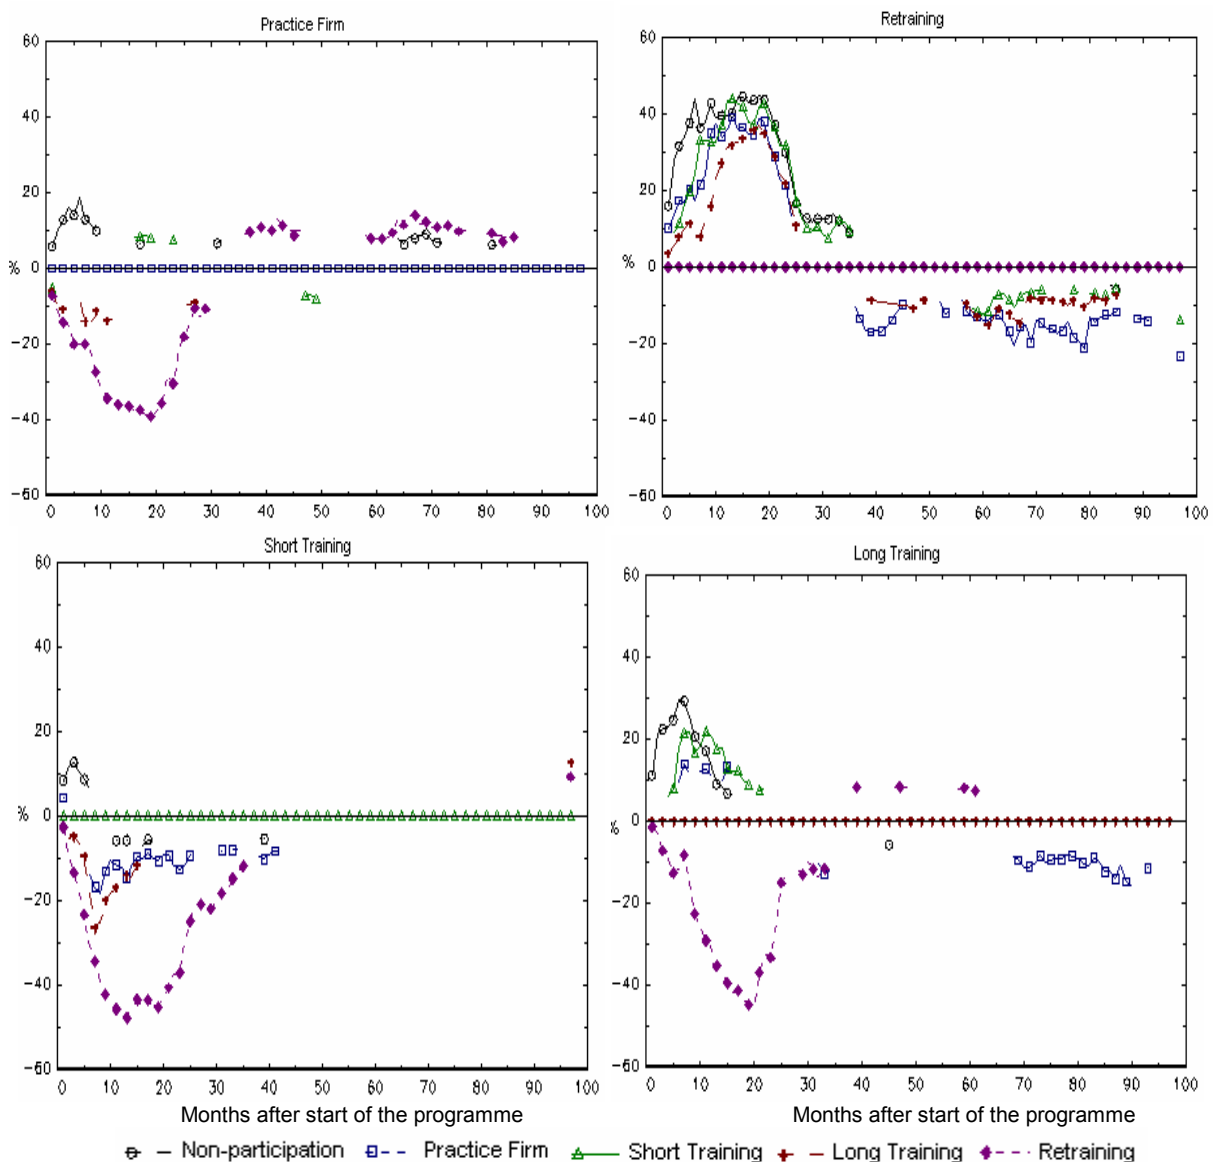 Practice Firm
Retraining
60
40
20
%
0
-20
-40
-60
0 10 20 30 40 50 60 70 80 90 100
60
40
20
%
0
-20
-40
-60
0 10 20 30 40 50 60 70 80 90 100
Short Training
Long Training
60
40
20
%
0
-20
-40
-60
0 10 20 30 40 50 60 70 80 90 100
60
40
20
0
%
-20
-40
-60
0 10 20 30 40 50 60 70 80 90 100
Months after start of the programme
Months after start of the programme
Non-participation Practice Firm Short Training Long Training Retraining